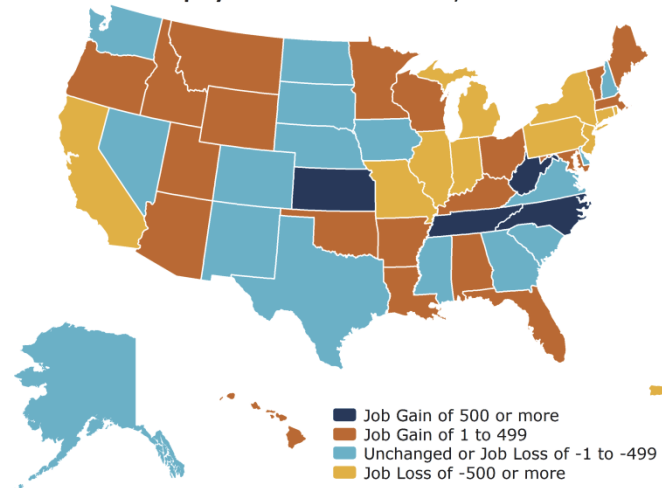 Job Gain of 500 or more
Job Gain of 1 to 499
Unchanged or Job Loss of -1 to -499
Job Loss of -500 or more